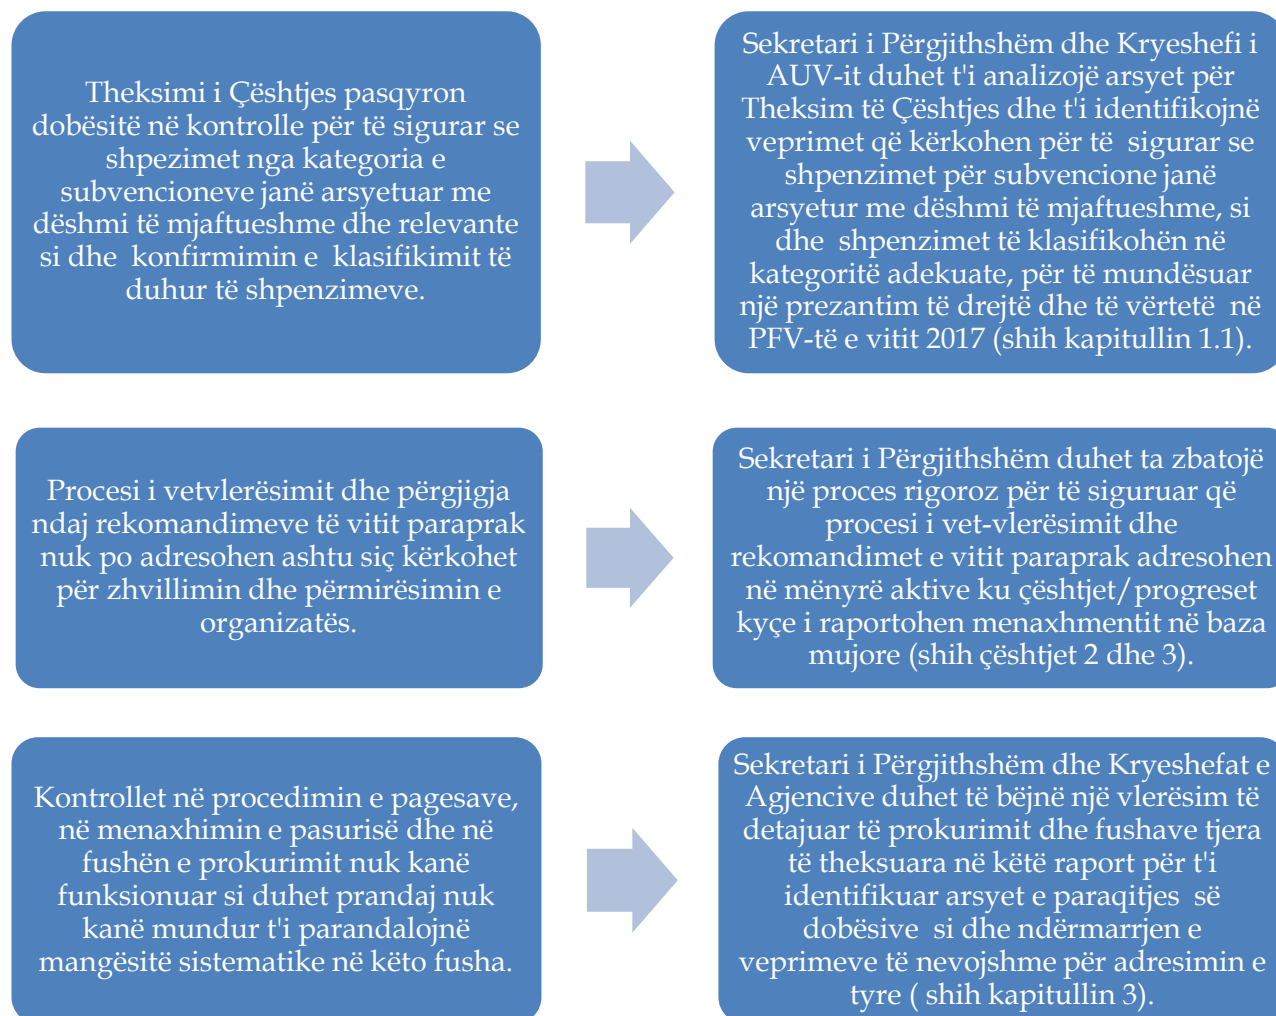 Theksimi i Çështjes pasqyron
dobësitë në kontrolle për të sigurar se
shpezimet nga kategoria e
subvencioneve janë arsyetuar me
dëshmi të mjaftueshme dhe relevante
si dhe konfirmimin e klasifikimit të
duhur të shpenzimeve.
Sekretari i Përgjithshëm dhe Kryeshefi i
AUV-it duhet t'i analizojë arsyet për
Theksim të Çështjes dhe t'i identifikojnë
veprimet që kërkohen për të sigurar se
shpenzimet për subvencione janë
arsyetur me dëshmi të mjaftueshme, si
dhe shpenzimet të klasifikohën në
kategoritë adekuate, për të mundësuar
një prezantim të drejtë dhe të vërtetë në
PFV-të e vitit 2017 (shih kapitullin 1.1).
Procesi i vetvlerësimit dhe përgjigja
ndaj rekomandimeve të vitit paraprak
nuk po adresohen ashtu siç kërkohet
për zhvillimin dhe përmirësimin e
organizatës.
Sekretari i Përgjithshëm duhet ta zbatojë
një proces rigoroz për të siguruar që
procesi i vet-vlerësimit dhe
rekomandimet e vitit paraprak adresohen
në mënyrë aktive ku çështjet/progreset
kyçe i raportohen menaxhmentit në baza
mujore (shih çështjet 2 dhe 3).
Kontrollet në procedimin e pagesave,
në menaxhimin e pasurisë dhe në
fushën e prokurimit nuk kanë
funksionuar si duhet prandaj nuk
kanë mundur t'i parandalojnë
mangësitë sistematike në këto fusha.
Sekretari i Përgjithshëm dhe Kryeshefat e
Agjencive duhet të bëjnë një vlerësim të
detajuar të prokurimit dhe fushave tjera
të theksuara në këtë raport për t'i
identifikuar arsyet e paraqitjes së
dobësive si dhe ndërmarrjen e
veprimeve të nevojshme për adresimin e
tyre ( shih kapitullin 3).